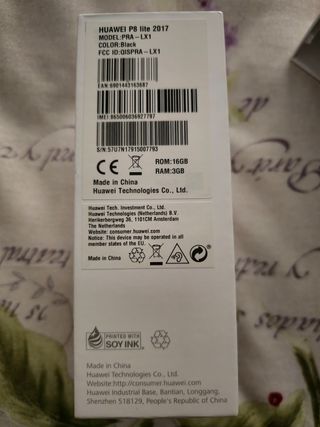 HUAWEI P8 lite 2017
MODEL:PRA-LX1
COLOR:Black
FCC ID:QISPRA-LX1
EAN:6901443163687
IMEI:865006036927797
S/N:57U7N17915007793
CE
ROM:16GB
RAM:3GB
Made in China
Huawei Technologies Co., Ltd.
Huawei Tech. Investment Co., Ltd.
Huawei Technologies (Netherlands) B.V.
Herikerbergweg 36, 1101CM Amsterdam
The Netherlands
Website: consumer.huawei.com
Notice: This device may be operated in all
member states of the EU.
Made in China
PRINTED WITH
SOY INK
Made in China
Huawei Technologies Co., Ltd.
Website:http://consumer.huawei.com
Huawei Industrial Base, Bantian, Longgang,
Shenzhen 518129, People's Republic of China